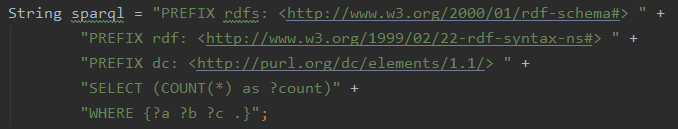 String sparql = "PREFIX rdfs: <http://www.w3.org/2000/01/rdf-schema#> " +
"PREFIX rdf: <http://www.w3.org/1999/02/22-rdf-syntax-ns#> " +
"PREFIX dc: <http://purl.org/dc/elements/1.1/> " +
"SELECT (COUNT(*) as ?count)" +
"WHERE {?a ?b ?c .}";